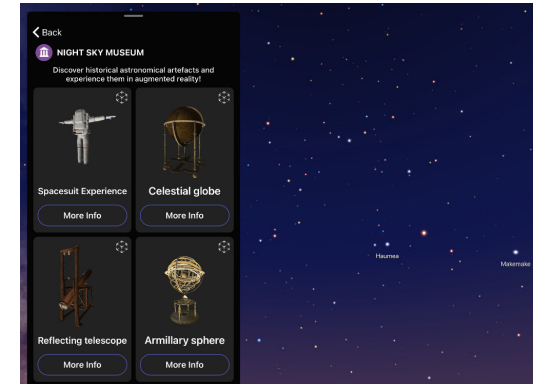 Back
NIGHT SKY MUSEUM
Discover historical astronomical artefacts and
experience them in augmented reality!
Spacesuit Experience
Celestial globe
More Info
More Info
Reflecting telescope
Armillary sphere
More Info
More Info
Haumea
Makemake